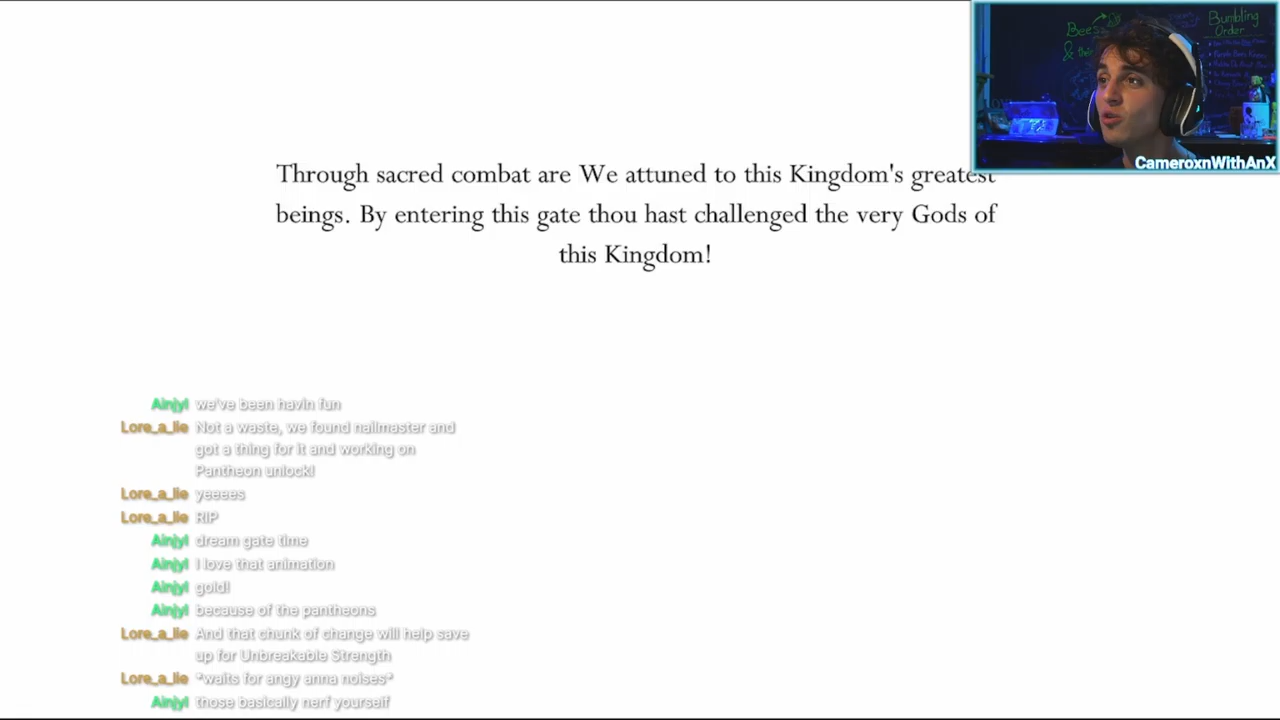 Bees
Bumbling
Order
CameroxnWithAnX
Through sacred combat are We attuned to this Kingdom's greatest
beings. By entering this gate thou hast challenged the very Gods of
this Kingdom!
Ainjyl we've been havin fun
Lore_a_lie Not a waste, we found nailmaster and
got a thing for it and working on
Pantheon unlock!
Lore_a_lie yeeees
Lore_a_lie RIP
Ainjyl dream gate time
Ainjyl I love that animation
Ainjyl gold!
Ainjyl because of the pantheons
Lore_a_lie And that chunk of change will help save
up for Unbreakable Strength
Lore_a_lie *waits for angy anna noises*
Ainjyl those basically nerf yourself